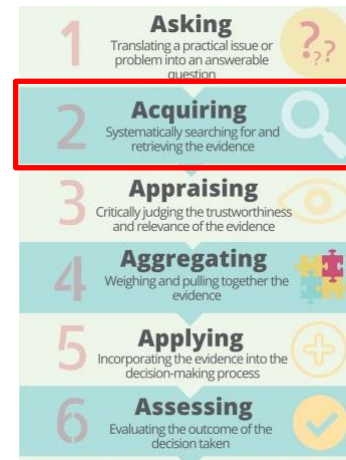 1
Asking
Translating a practical issue or
problem into an answerable
question
???
2
Acquiring
Systematically searching for and
retrieving the evidence
3
Appraising
Critically judging the trustworthiness
and relevance of the evidence
4
Aggregating
Weighing and pulling together the
evidence
5
Applying
Incorporating the evidence into the
decision-making process
6
Assessing
Evaluating the outcome of the
decision taken